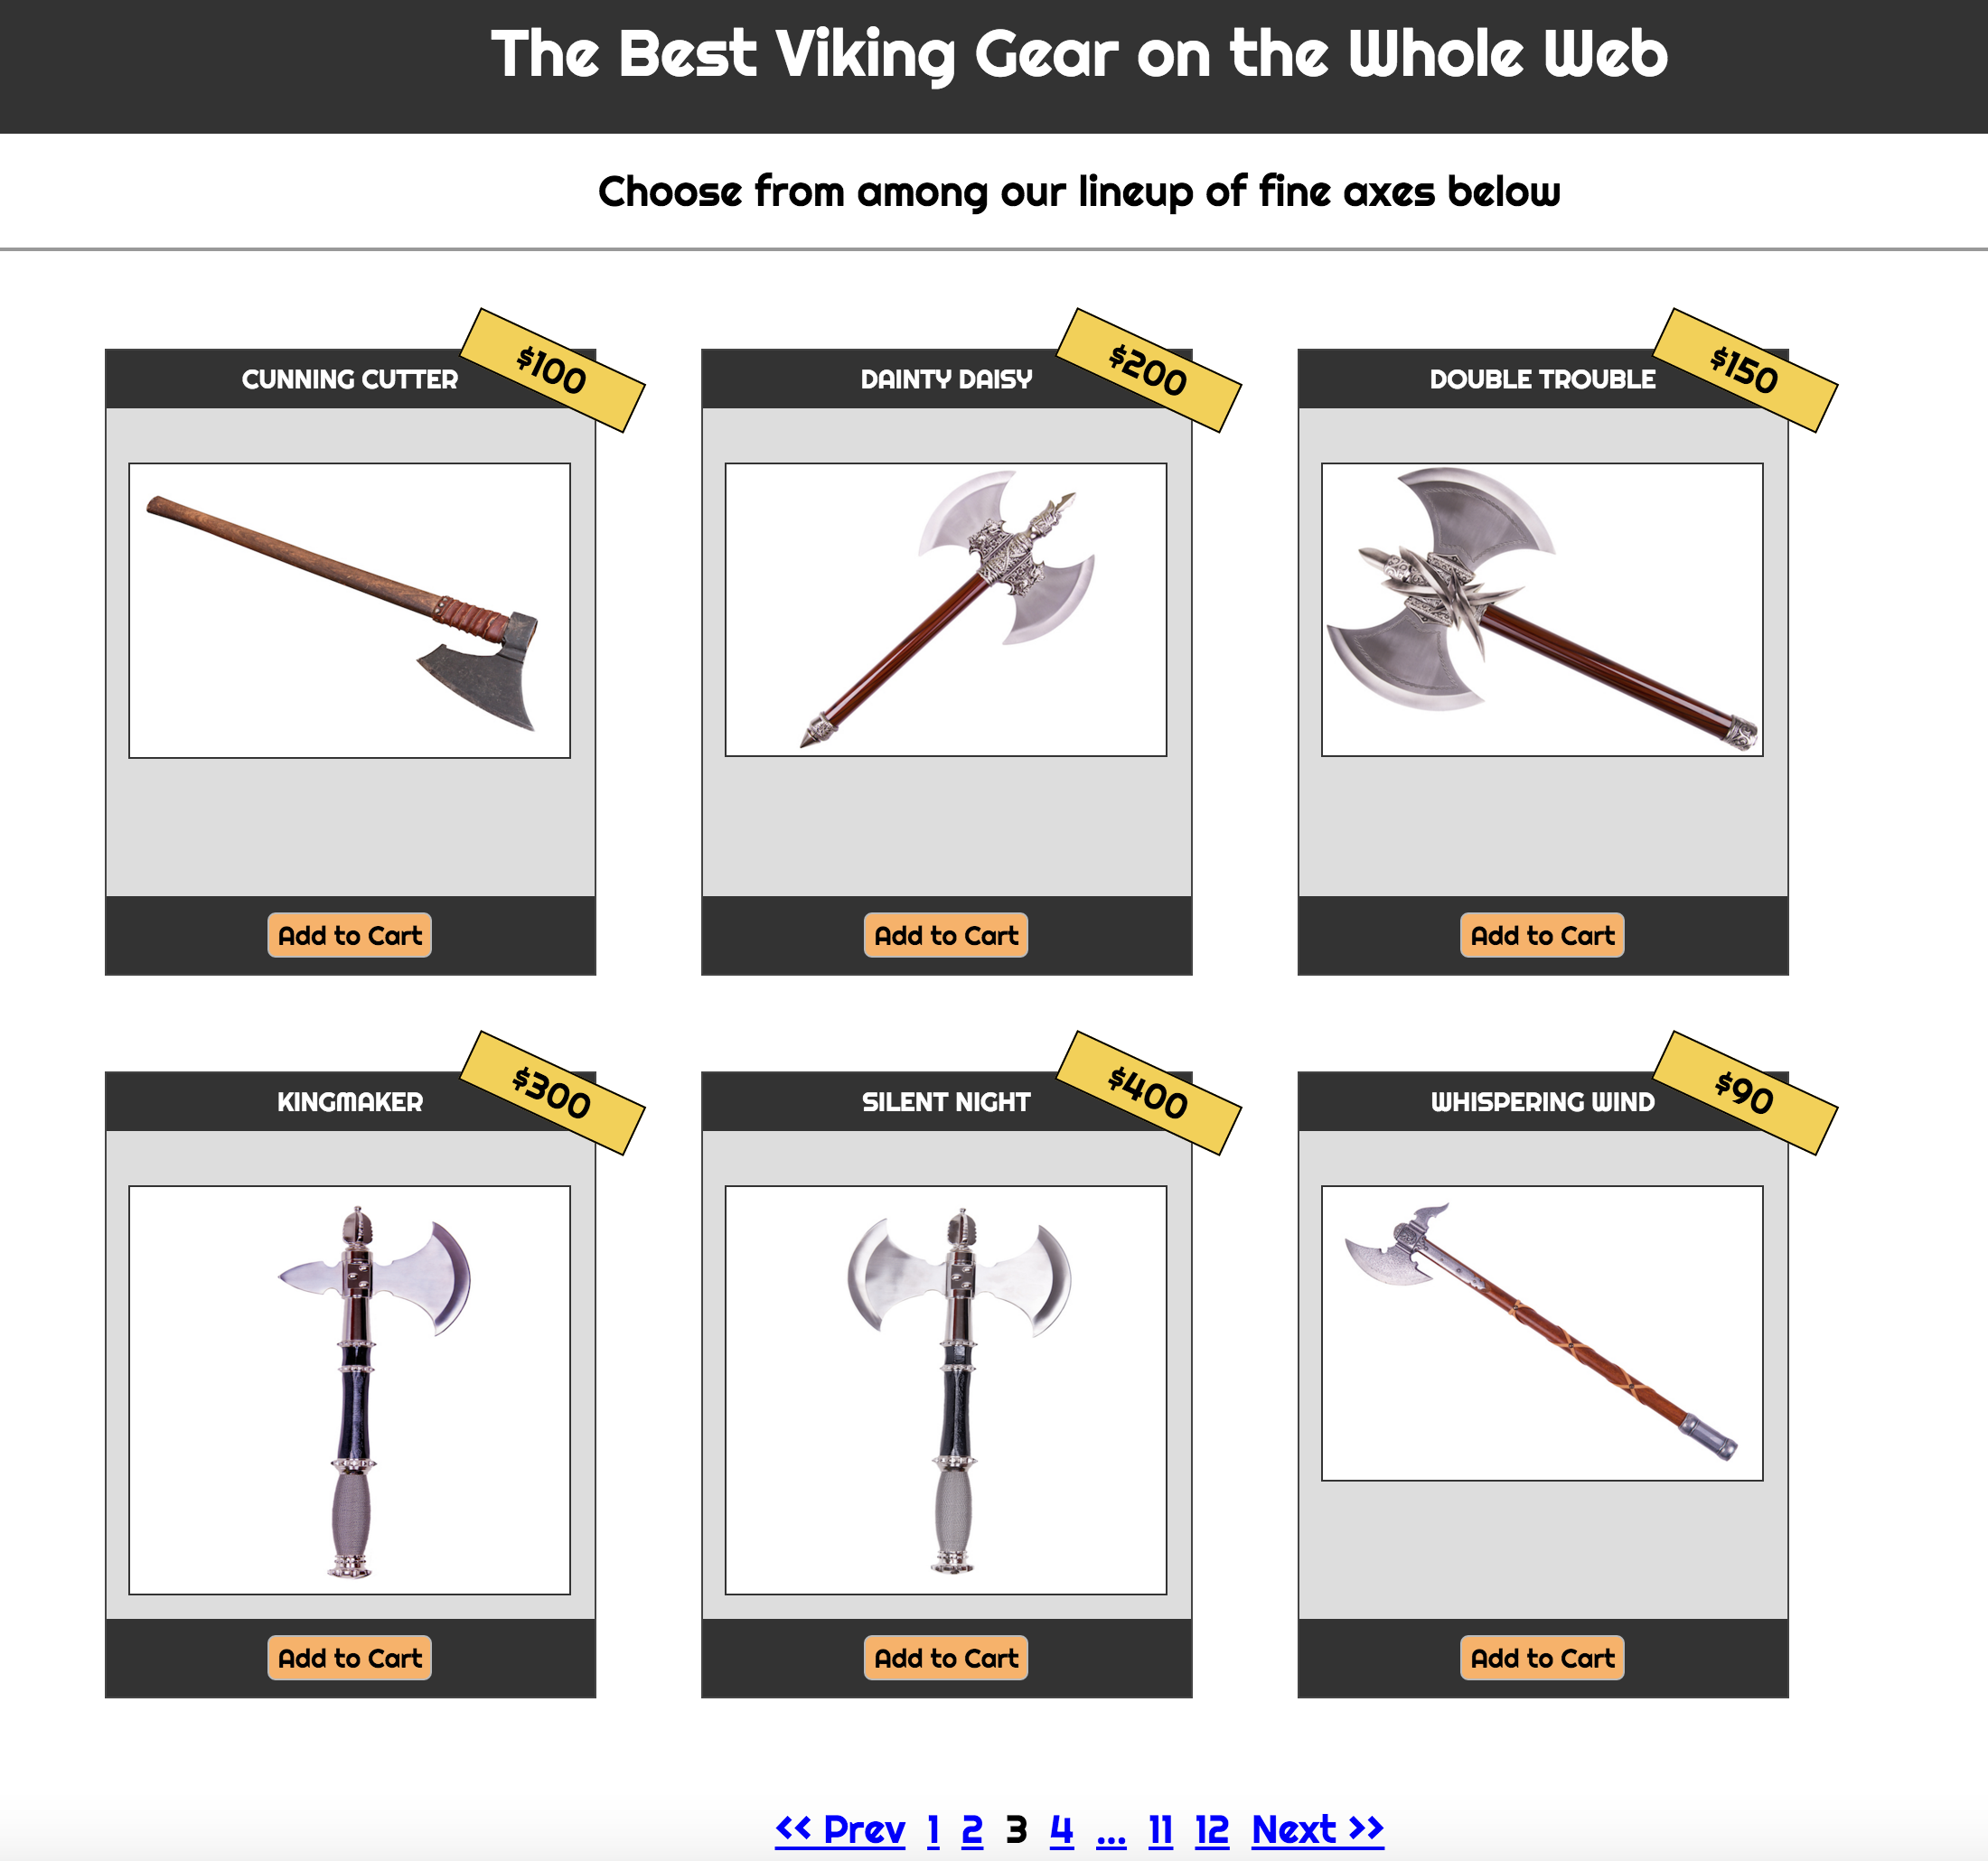 The Best Viking Gear on the Whole Web
Choose from among our lineup of fine axes below
CUNNING CUTTER
$100
DAINTY DAISY
$200
DOUBLE TROUBLE
$150
Add to Cart
Add to Cart
Add to Cart
KINGMAKER
$300
SILENT NIGHT
$400
WHISPERING WIND
$90
Add to Cart
Add to Cart
Add to Cart
<< Prev 1 2 3 4 ... 11 12 Next >>